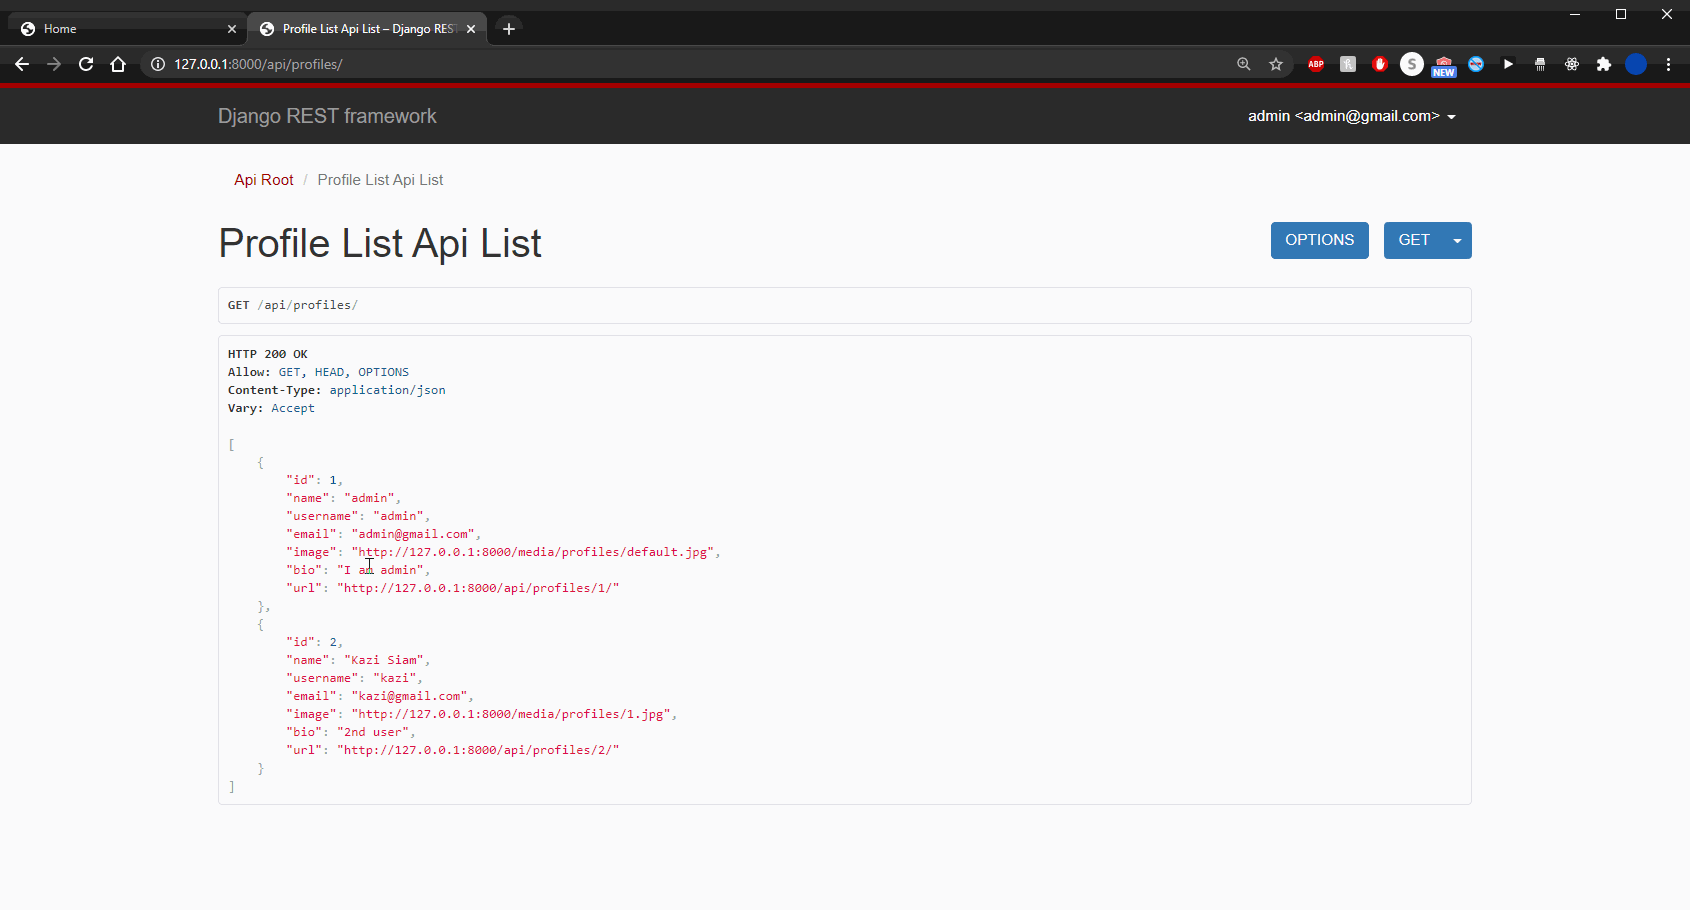 Home
Profile List Api List – Django RES
127.0.0.1:8000/api/profiles/
ABP
S
NEW
Django REST framework
admin <admin@gmail.com>
Api Root / Profile List Api List
Profile List Api List
OPTIONS
GET
GET /api/profiles/
HTTP 200 OK
Allow: GET, HEAD, OPTIONS
Content-Type: application/json
Vary: Accept
[
{
"id": 1,
"name": "admin",
"username": "admin",
"email": "admin@gmail.com",
"image": "http://127.0.0.1:8000/media/profiles/default.jpg",
"bio": "I am admin",
"url": "http://127.0.0.1:8000/api/profiles/1/"
},
{
"id": 2,
"name": "Kazi Siam",
"username": "kazi",
"email": "kazi@gmail.com",
"image": "http://127.0.0.1:8000/media/profiles/1.jpg",
"bio": "2nd user",
"url": "http://127.0.0.1:8000/api/profiles/2/"
}
]